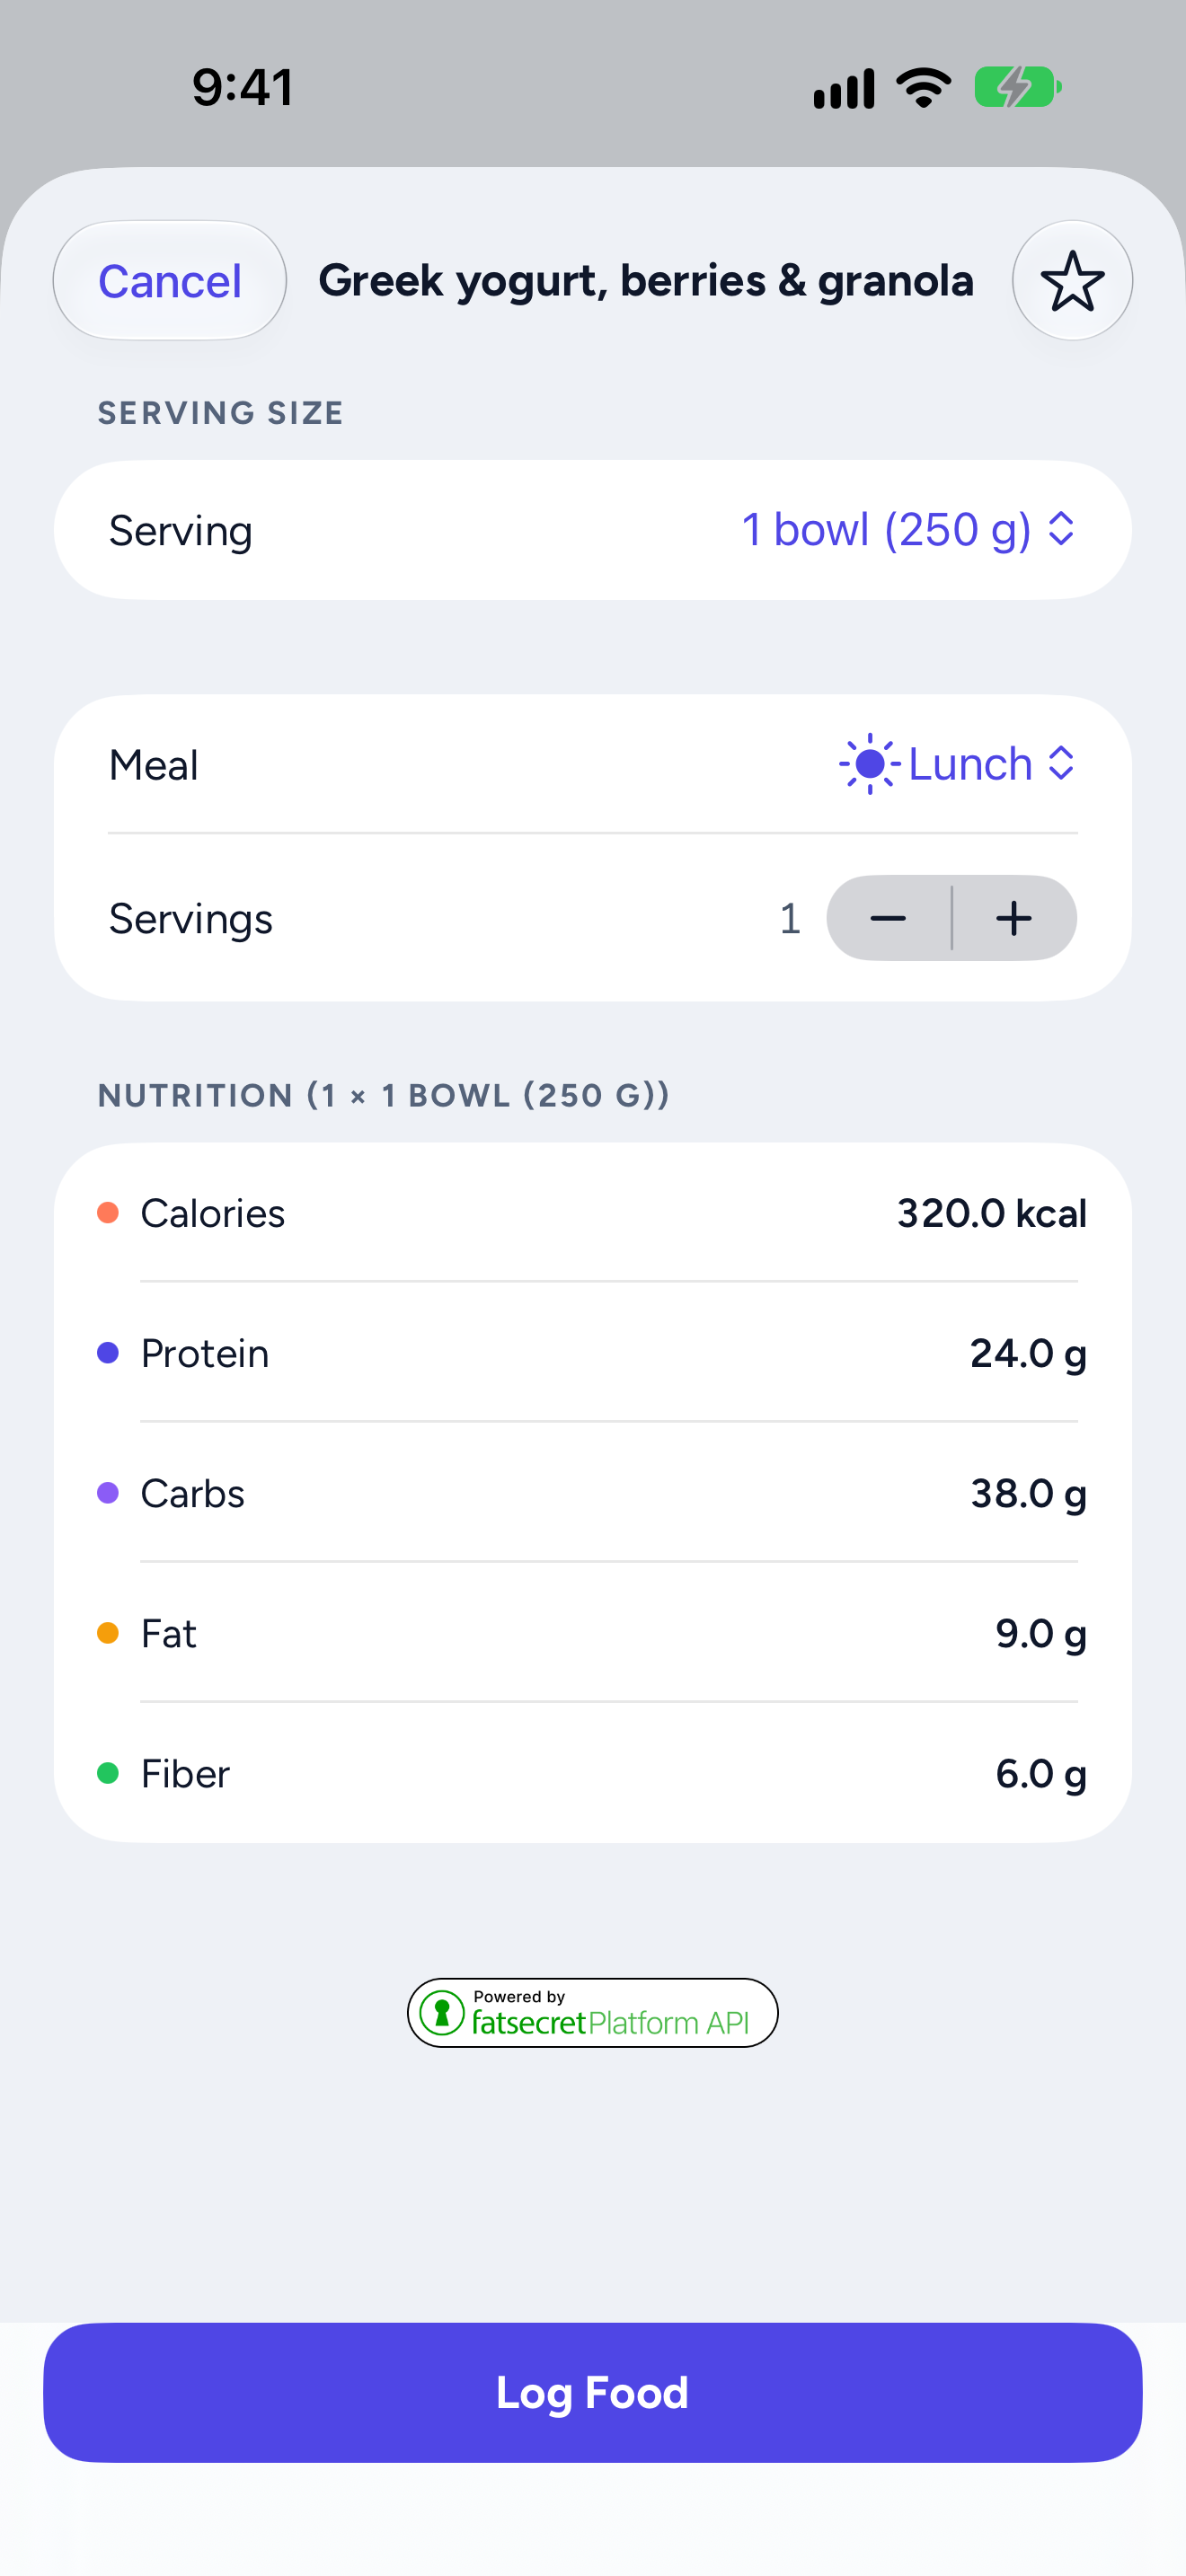 9:41
Cancel
Greek yogurt, berries & granola
SERVING SIZE
Serving 1 bowl (250 g)
Meal Lunch
Servings 1 − +
NUTRITION (1 × 1 BOWL (250 G))
Calories 320.0 kcal
Protein 24.0 g
Carbs 38.0 g
Fat 9.0 g
Fiber 6.0 g
Powered by
fatsecret Platform API
Log Food